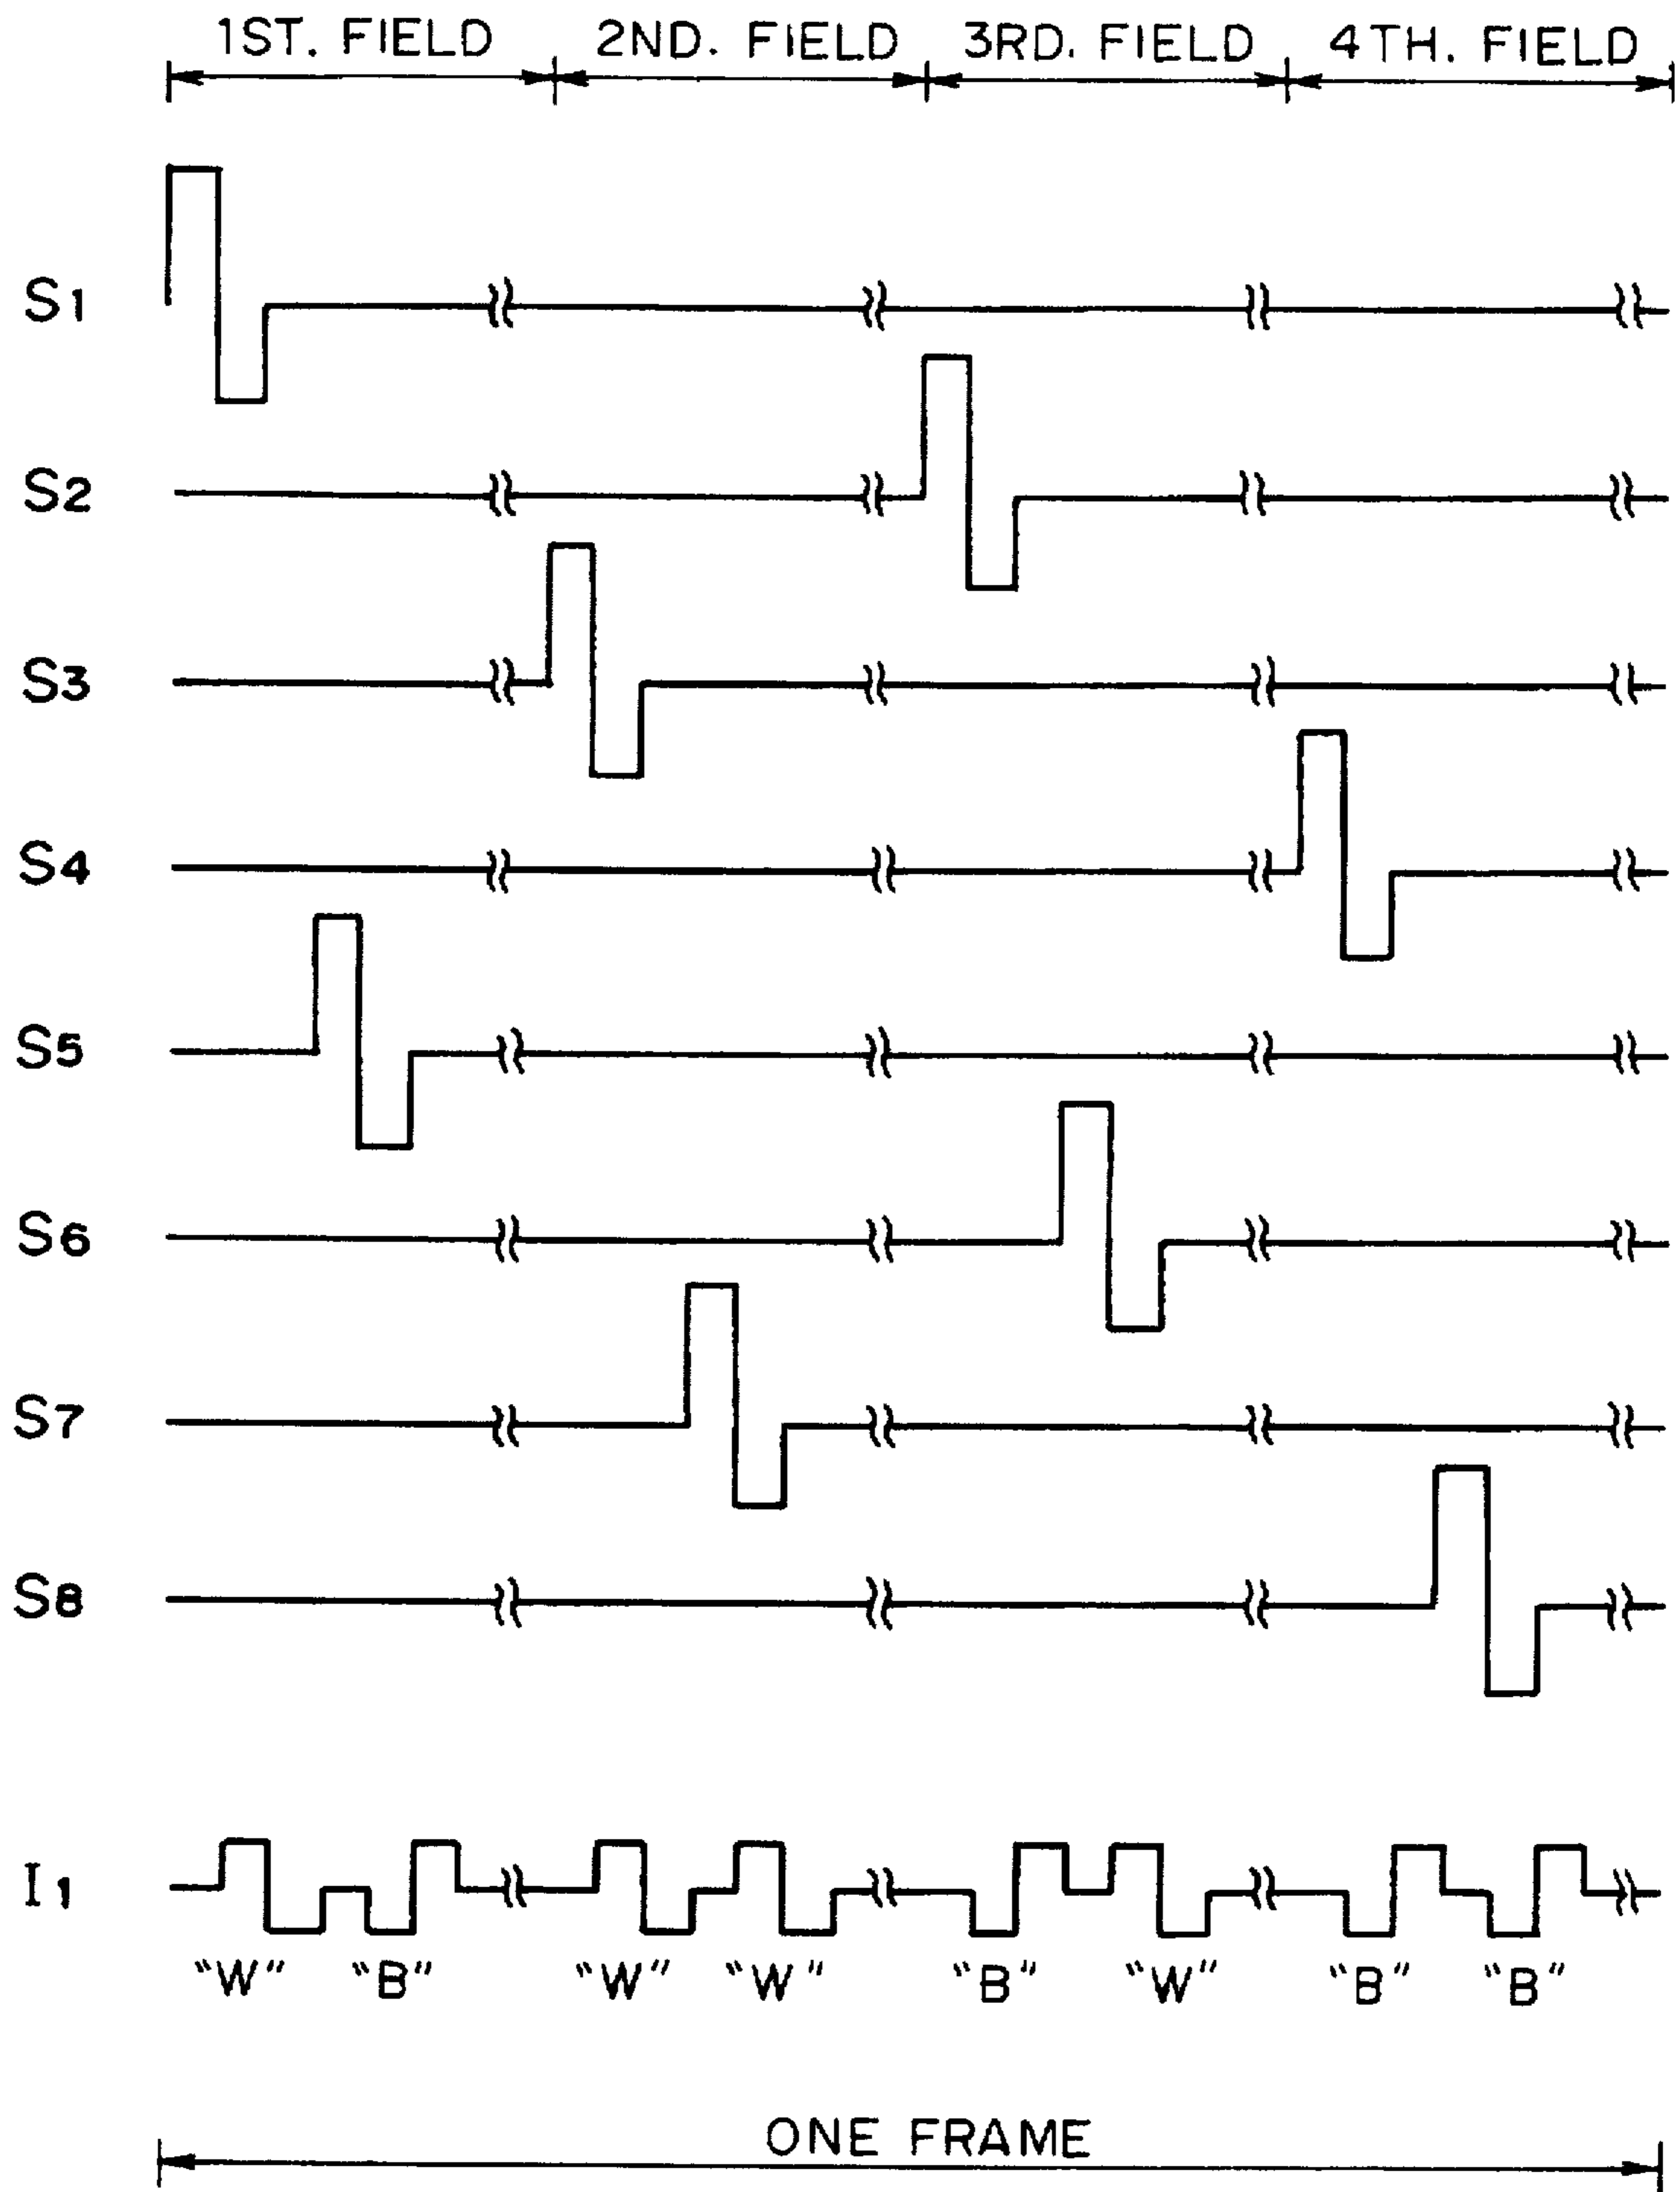 1ST. FIELD 2ND. FIELD 3RD. FIELD 4TH. FIELD
S1
S2
S3
S4
S5
S6
S7
S8
I1
"W" "B" "W" "W" "B" "W" "B" "B"
ONE FRAME